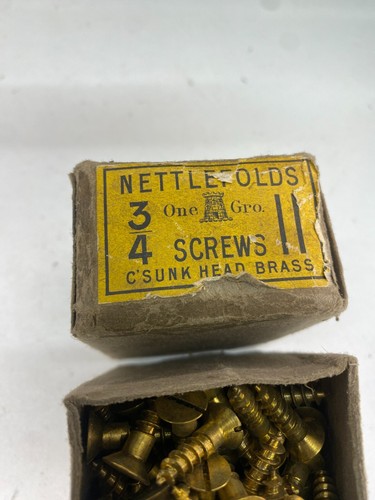 NETTLEFOLDS
3/4 One Gro. 11
SCREWS
C'SUNK HEAD BRASS